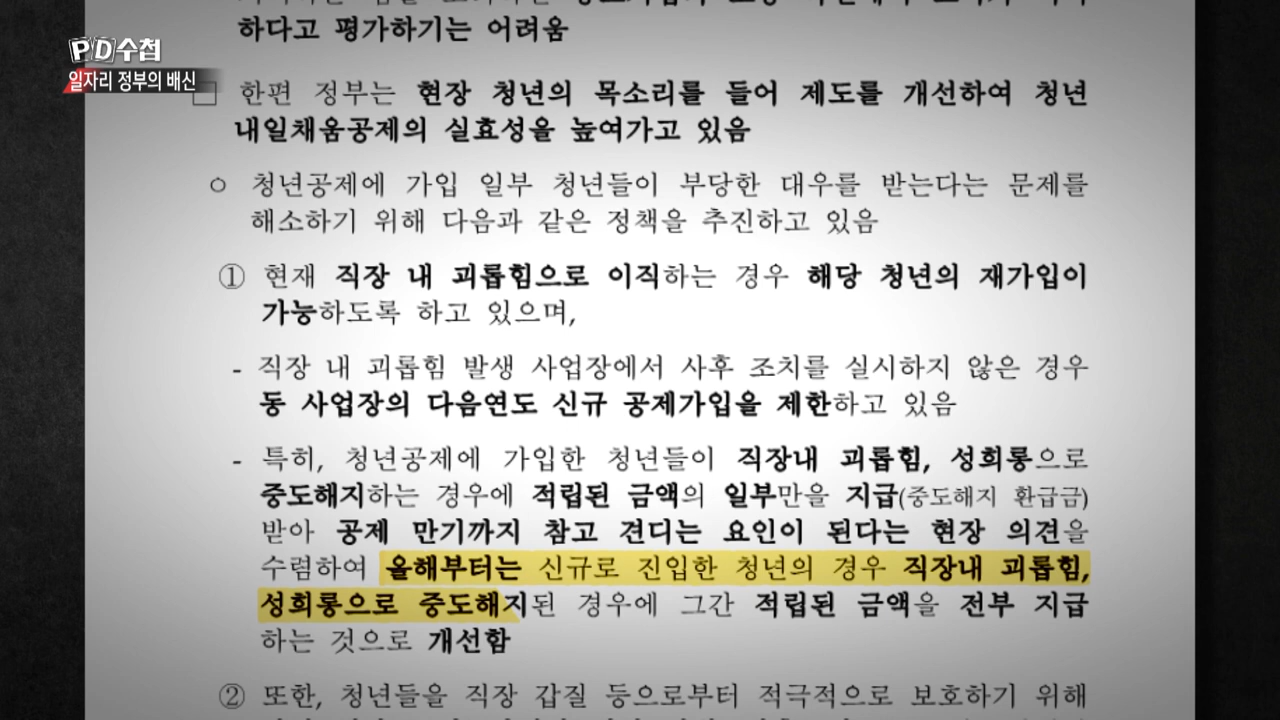 PD수첩
일자리 정부의 배신
하다고 평가하기는 어려움
□ 한편 정부는 현장 청년의 목소리를 들어 제도를 개선하여 청년
내일채움공제의 실효성을 높여가고 있음
ㅇ 청년공제에 가입 일부 청년들이 부당한 대우를 받는다는 문제를
해소하기 위해 다음과 같은 정책을 추진하고 있음
① 현재 직장 내 괴롭힘으로 이직하는 경우 해당 청년의 재가입이
가능하도록 하고 있으며,
- 직장 내 괴롭힘 발생 사업장에서 사후 조치를 실시하지 않은 경우
동 사업장의 다음연도 신규 공제가입을 제한하고 있음
- 특히, 청년공제에 가입한 청년들이 직장내 괴롭힘, 성희롱으로
중도해지하는 경우에 적립된 금액의 일부만을 지급(중도해지 환급금)
받아 공제 만기까지 참고 견디는 요인이 된다는 현장 의견을
수렴하여 올해부터는 신규로 진입한 청년의 경우 직장내 괴롭힘,
성희롱으로 중도해지된 경우에 그간 적립된 금액을 전부 지급
하는 것으로 개선함
② 또한, 청년들을 직장 갑질 등으로부터 적극적으로 보호하기 위해